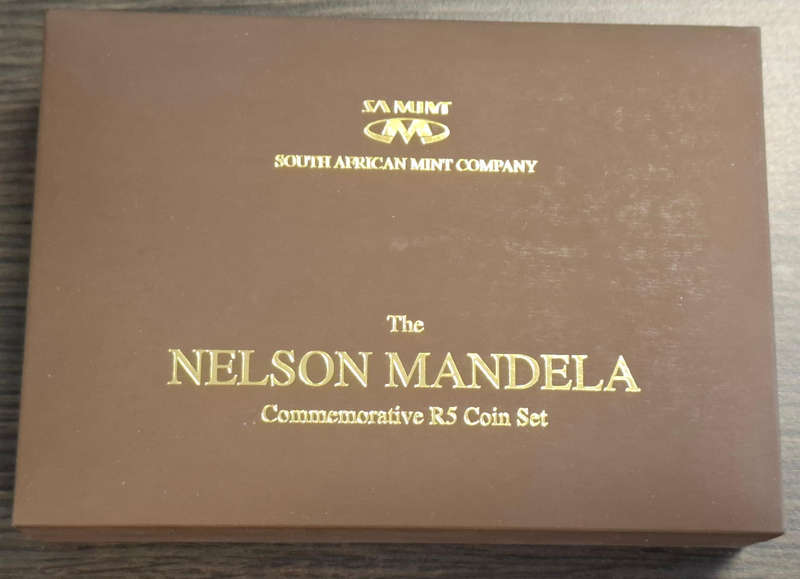 SA MINT
SOUTH AFRICAN MINT COMPANY
The
NELSON MANDELA
Commemorative R5 Coin Set